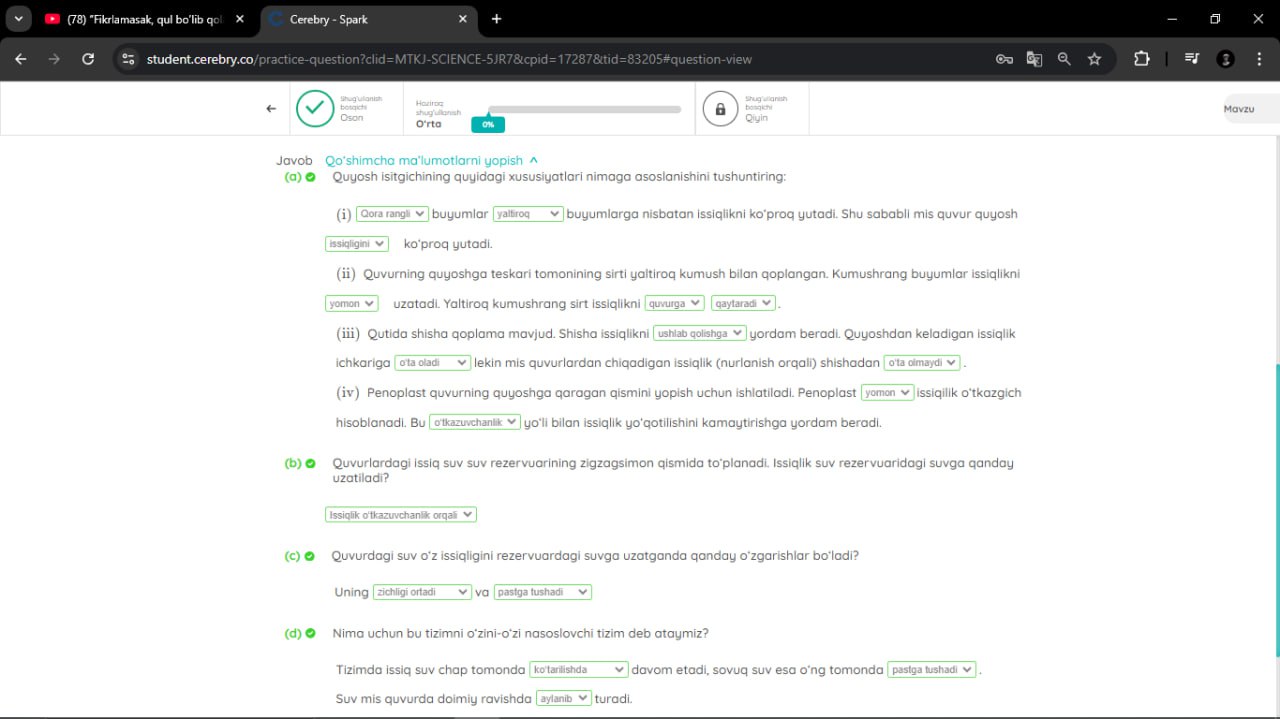 (78) "Fikrlamasak, qul bo'lib qol
Cerebry - Spark
student.cerebry.co/practice-question?clid=MTKJ-SCIENCE-5JR7&cpid=17287&tid=83205#question-view
Shug'ullanish bosqichi Oson
Hozirgi shug'ullanish O'rta
0%
Shug'ullanish bosqichi Qiyin
Mavzu
Javob Qo'shimcha ma'lumotlarni yopish ^
(a) Quyosh isitgichining quyidagi xususiyatlari nimaga asoslanishini tushuntiring:
(i) Qora rangli buyumlar yaltiroq buyumlarga nisbatan issiqlikni ko'proq yutadi. Shu sababli mis quvur quyosh
issiqligini ko'proq yutadi.
(ii) Quvurning quyoshga teskari tomonining sirti yaltiroq kumush bilan qoplangan. Kumushrang buyumlar issiqlikni
yomon uzatadi. Yaltiroq kumushrang sirt issiqlikni quvurga qaytaradi .
(iii) Qutida shisha qoplama mavjud. Shisha issiqlikni ushlab qolishga yordam beradi. Quyoshdan keladigan issiqlik
ichkariga o'ta oladi lekin mis quvurlardan chiqadigan issiqlik (nurlanish orqali) shishadan o'ta olmaydi .
(iv) Penoplast quvurning quyoshga qaragan qismini yopish uchun ishlatiladi. Penoplast yomon issiqilik o'tkazgich
hisoblanadi. Bu o'tkazuvchanlik yo'li bilan issiqlik yo'qotilishini kamaytirishga yordam beradi.
(b) Quvurlardagi issiq suv suv rezervuarining zigzagsimon qismida to'planadi. Issiqlik suv rezervuaridagi suvga qanday
uzatiladi?
Issiqlik o'tkazuvchanlik orqali
(c) Quvurdagi suv o'z issiqligini rezervuardagi suvga uzatganda qanday o'zgarishlar bo'ladi?
Uning zichligi ortadi va pastga tushadi
(d) Nima uchun bu tizimni o'zini-o'zi nasoslovchi tizim deb ataymiz?
Tizimda issiq suv chap tomonda ko'tarilishda davom etadi, sovuq suv esa o'ng tomonda pastga tushadi .
Suv mis quvurda doimiy ravishda aylanib turadi.